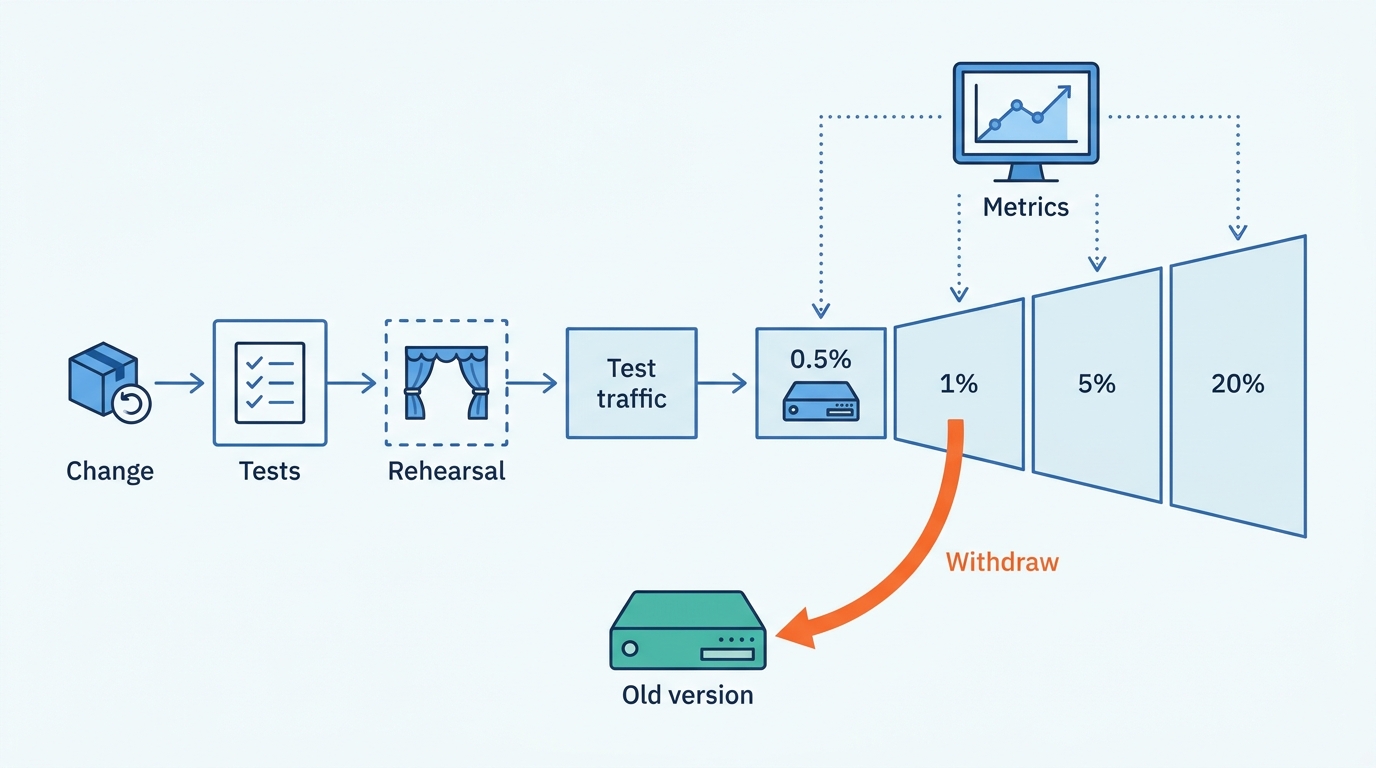 Metrics
Test
traffic
0.5%
1%
5%
20%
Change
Tests
Rehearsal
Withdraw
Old version